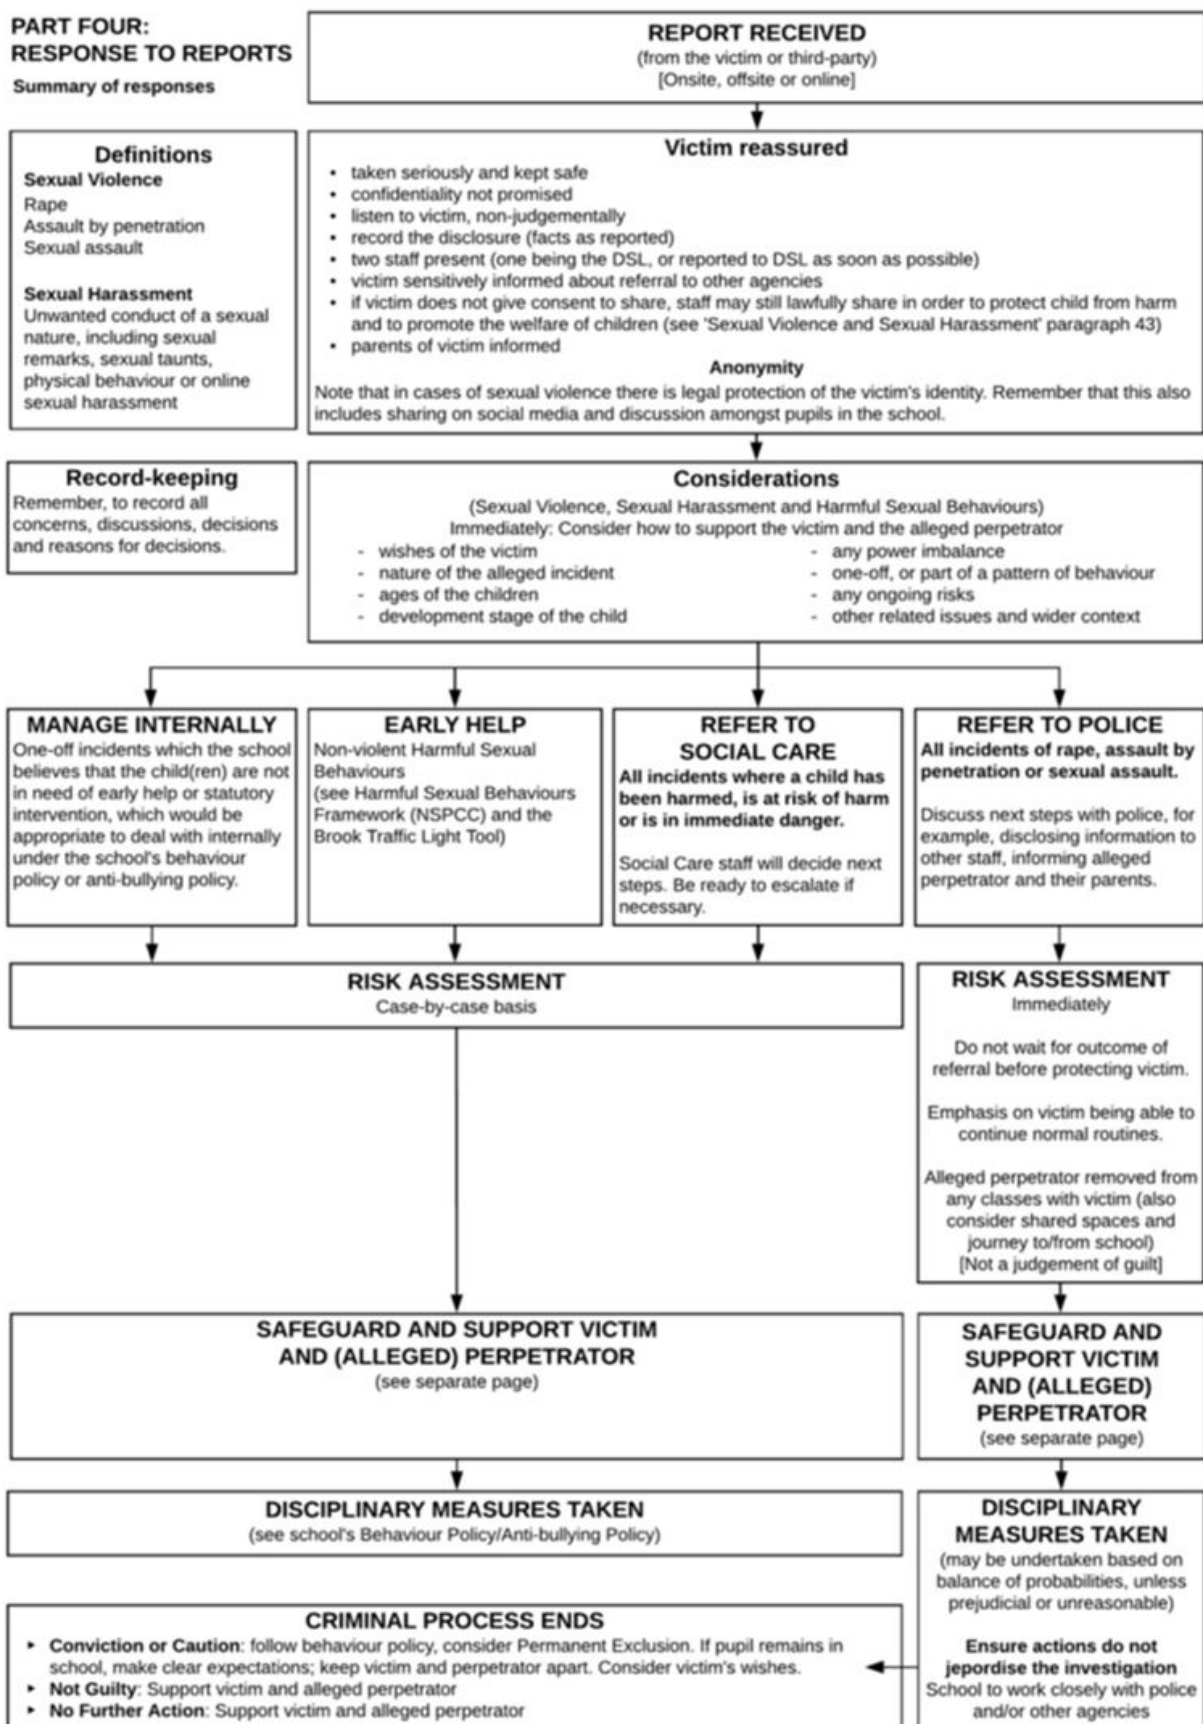 PART FOUR:
RESPONSE TO REPORTS
Summary of responses
REPORT RECEIVED
(from the victim or third-party)
[Onsite, offsite or online]
Definitions
Sexual Violence
Rape
Assault by penetration
Sexual assault
Sexual Harassment
Unwanted conduct of a sexual
nature, including sexual
remarks, sexual taunts,
physical behaviour or online
sexual harassment
Victim reassured
• taken seriously and kept safe
• confidentiality not promised
• listen to victim, non-judgementally
• record the disclosure (facts as reported)
• two staff present (one being the DSL, or reported to DSL as soon as possible)
• victim sensitively informed about referral to other agencies
• if victim does not give consent to share, staff may still lawfully share in order to protect child from harm
and to promote the welfare of children (see 'Sexual Violence and Sexual Harassment' paragraph 43)
• parents of victim informed
Anonymity
Note that in cases of sexual violence there is legal protection of the victim's identity. Remember that this also
includes sharing on social media and discussion amongst pupils in the school.
Record-keeping
Remember, to record all
concerns, discussions, decisions
and reasons for decisions.
Considerations
(Sexual Violence, Sexual Harassment and Harmful Sexual Behaviours)
Immediately: Consider how to support the victim and the alleged perpetrator
- wishes of the victim
- nature of the alleged incident
- ages of the children
- development stage of the child
- any power imbalance
- one-off, or part of a pattern of behaviour
- any ongoing risks
- other related issues and wider context
MANAGE INTERNALLY
One-off incidents which the school
believes that the child(ren) are not
in need of early help or statutory
intervention, which would be
appropriate to deal with internally
under the school's behaviour
policy or anti-bullying policy.
EARLY HELP
Non-violent Harmful Sexual
Behaviours
(see Harmful Sexual Behaviours
Framework (NSPCC) and the
Brook Traffic Light Tool)
REFER TO
SOCIAL CARE
All incidents where a child has
been harmed, is at risk of harm
or is in immediate danger.
Social Care staff will decide next
steps. Be ready to escalate if
necessary.
REFER TO POLICE
All incidents of rape, assault by
penetration or sexual assault.
Discuss next steps with police, for
example, disclosing information to
other staff, informing alleged
perpetrator and their parents.
RISK ASSESSMENT
Case-by-case basis
RISK ASSESSMENT
Immediately
Do not wait for outcome of
referral before protecting victim.
Emphasis on victim being able to
continue normal routines.
Alleged perpetrator removed from
any classes with victim (also
consider shared spaces and
journey to/from school)
[Not a judgement of guilt]
SAFEGUARD AND SUPPORT VICTIM
AND (ALLEGED) PERPETRATOR
(see separate page)
SAFEGUARD AND
SUPPORT VICTIM
AND (ALLEGED)
PERPETRATOR
(see separate page)
DISCIPLINARY MEASURES TAKEN
(see school's Behaviour Policy/Anti-bullying Policy)
DISCIPLINARY
MEASURES TAKEN
(may be undertaken based on
balance of probabilities, unless
prejudicial or unreasonable)
Ensure actions do not
jepordise the investigation
School to work closely with police
and/or other agencies
CRIMINAL PROCESS ENDS
▸ Conviction or Caution: follow behaviour policy, consider Permanent Exclusion. If pupil remains in
school, make clear expectations; keep victim and perpetrator apart. Consider victim's wishes.
▸ Not Guilty: Support victim and alleged perpetrator
▸ No Further Action: Support victim and alleged perpetrator